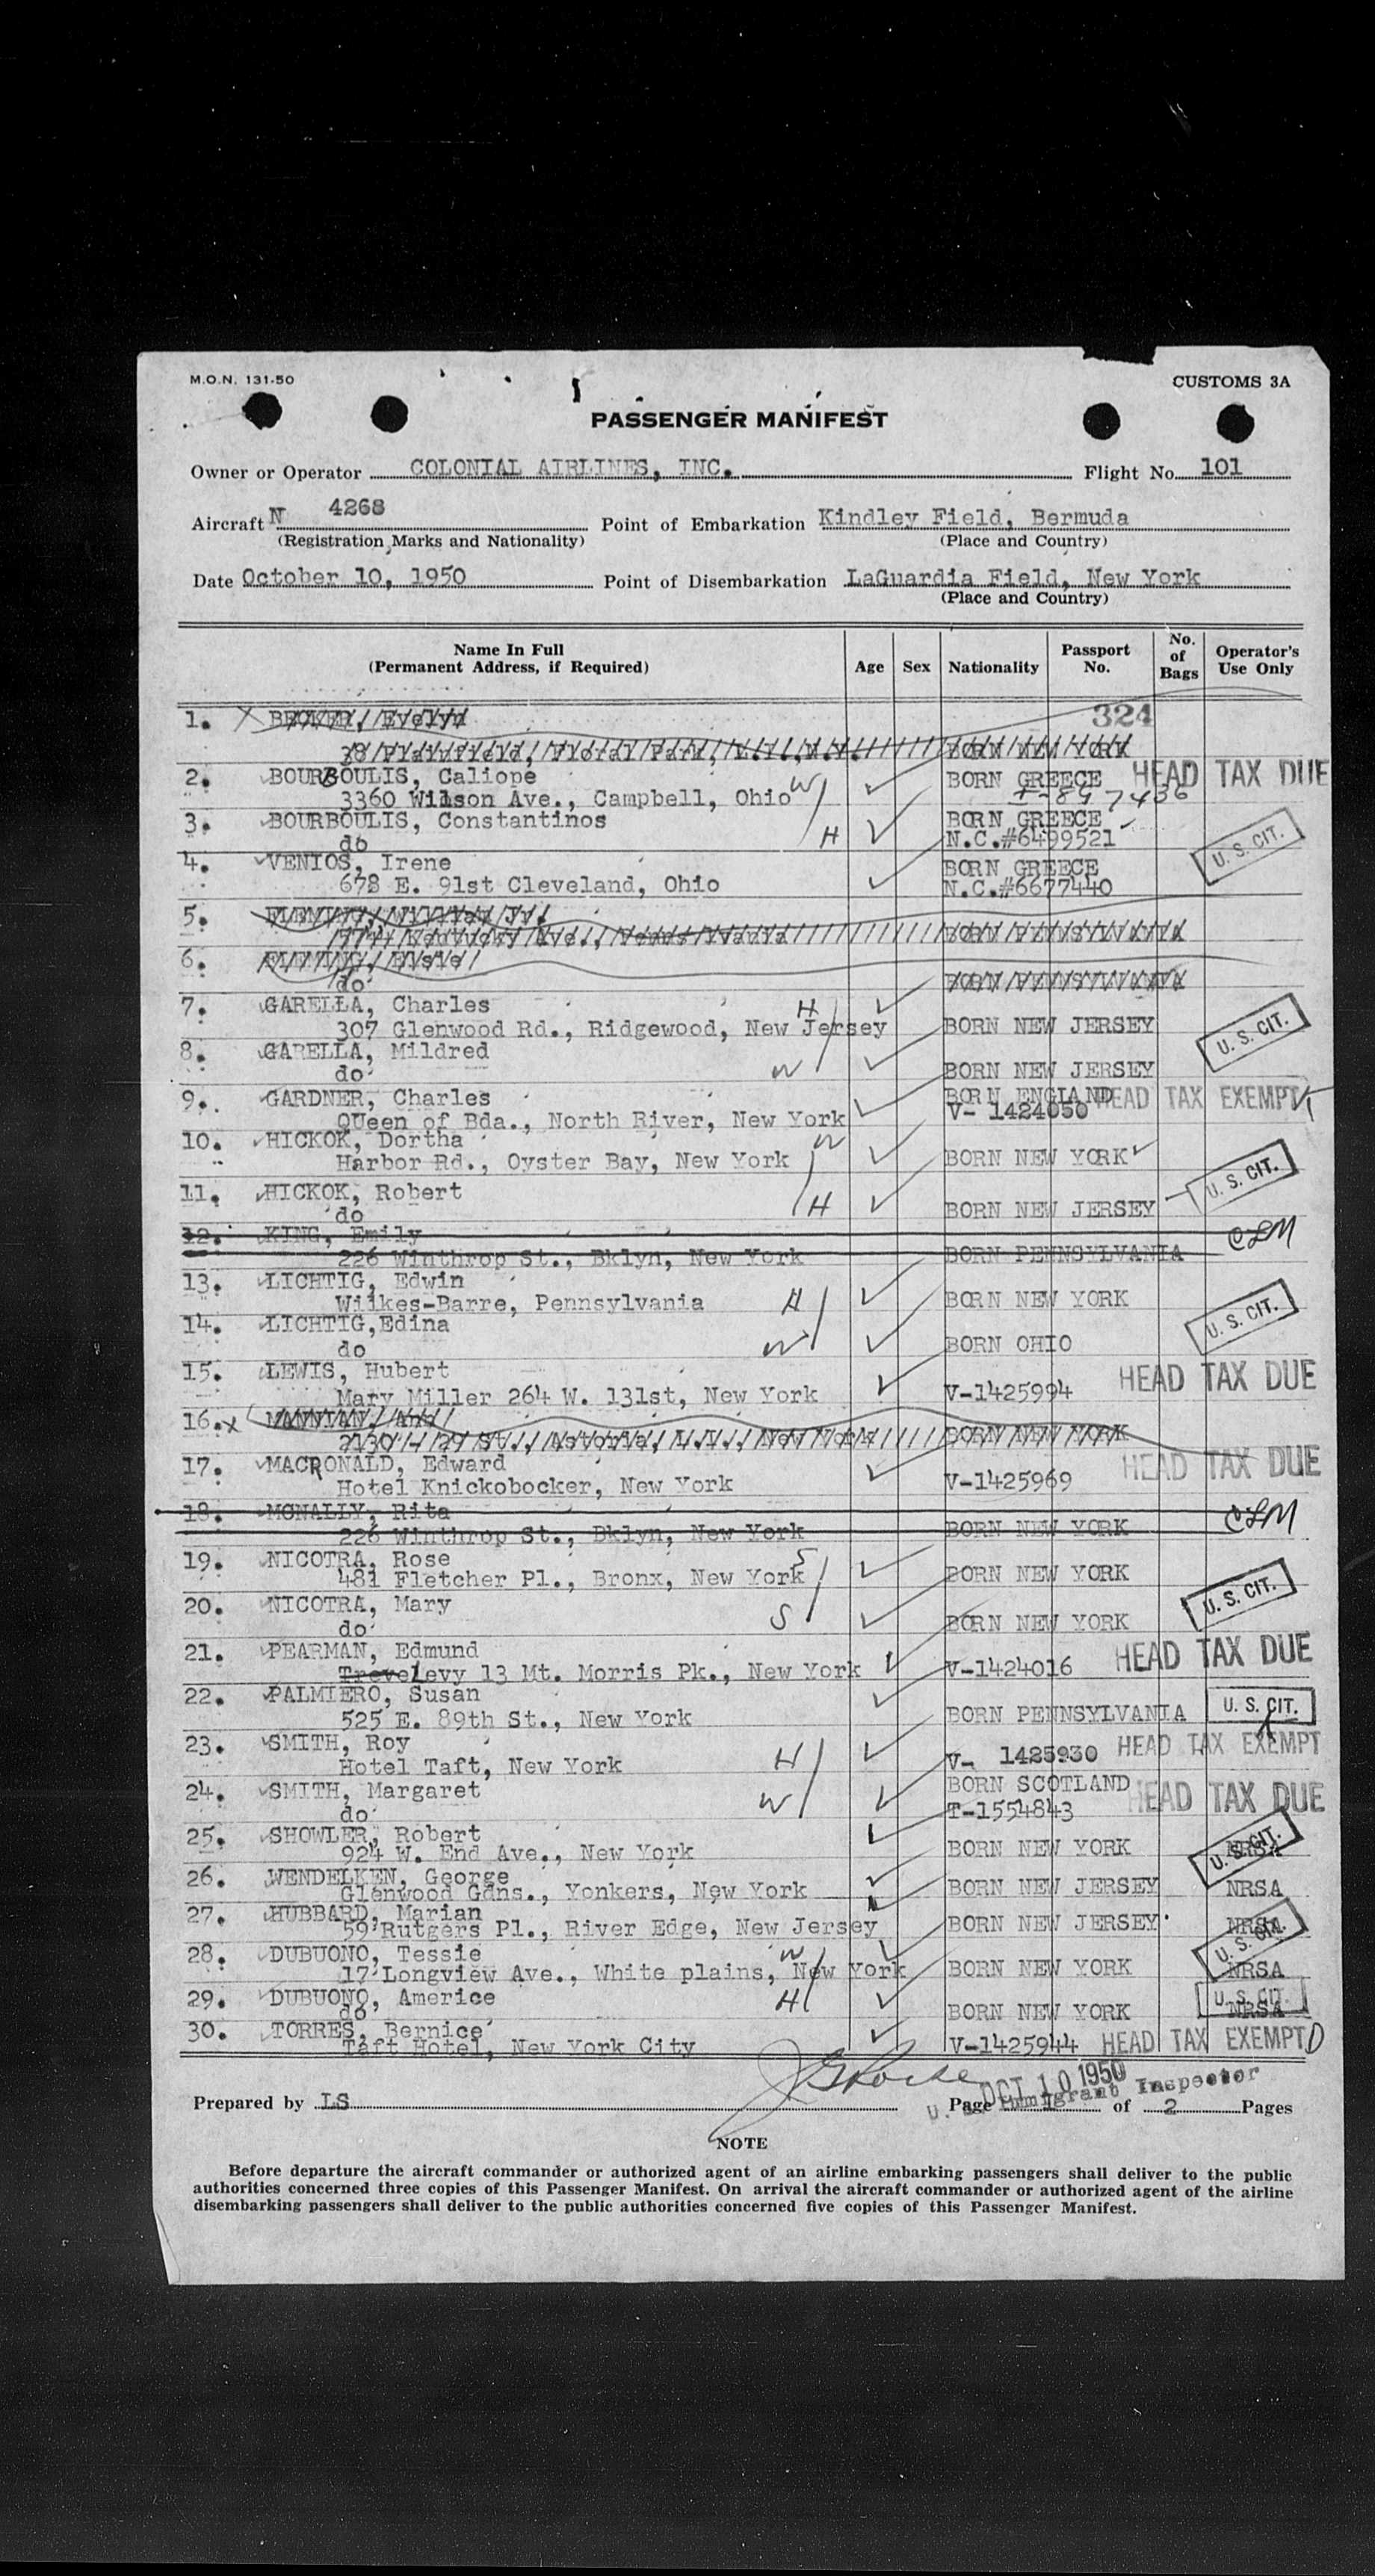 M.O.N. 131-50
CUSTOMS 3A
PASSENGER MANIFEST
Owner or Operator COLONIAL AIRLINES, INC. Flight No. 101
Aircraft N 4268 Point of Embarkation Kindley Field, Bermuda
(Registration Marks and Nationality) (Place and Country)
Date October 10, 1950 Point of Disembarkation LaGuardia Field, New York
(Place and Country)
Name In Full (Permanent Address, if Required) Age Sex Nationality Passport No. No. of Bags Operator's Use Only
324
1. X Evelyn
38 Floral Park, BORN NEW YORK
2. BOURBOULIS, Caliope BORN GREECE HEAD TAX DUE
3360 Wilson Ave., Campbell, Ohio W
3. BOURBOULIS, Constantinos BORN GREECE
do H N.C.#6499521 U. S. CIT.
4. VENIOS, Irene BORN GREECE
678 E. 91st Cleveland, Ohio N.C.#6677440
5.
BORN PENNSYLVANIA
6.
do BORN PENNSYLVANIA
7. GARELLA, Charles H
307 Glenwood Rd., Ridgewood, New Jersey BORN NEW JERSEY U. S. CIT.
8. GARELLA, Mildred
do W BORN NEW JERSEY
9. GARDNER, Charles BORN ENGLAND HEAD TAX EXEMPT
QUeen of Bda., North River, New York V- 1424050
10. HICKOK, Dortha W
Harbor Rd., Oyster Bay, New York BORN NEW YORK
11. HICKOK, Robert U. S. CIT.
do H BORN NEW JERSEY
12. KING, Emily CLM
226 Winthrop St., Bklyn, New York BORN PENNSYLVANIA
13. LICHTIG, Edwin
Wilkes-Barre, Pennsylvania H BORN NEW YORK
14. LICHTIG,Edina U. S. CIT.
do W BORN OHIO
15. LEWIS, Hubert HEAD TAX DUE
Mary Miller 264 W. 131st, New York V-1425994
16. X
BORN NEW YORK
17. MACRONALD, Edward HEAD TAX DUE
Hotel Knickobocker, New York V-1425969
18. MCNALLY, Rita CLM
226 Winthrop St., Bklyn, New York BORN NEW YORK
19. NICOTRA, Rose S
481 Fletcher Pl., Bronx, New York BORN NEW YORK
20. NICOTRA, Mary U. S. CIT.
do S BORN NEW YORK
21. PEARMAN, Edmund HEAD TAX DUE
Levy 13 Mt. Morris Pk., New York V-1424016
22. PALMIERO, Susan
525 E. 89th St., New York BORN PENNSYLVANIA U. S. CIT.
23. SMITH, Roy HEAD TAX EXEMPT
Hotel Taft, New York H V- 1425930
24. SMITH, Margaret BORN SCOTLAND HEAD TAX DUE
do W T-1554843
25. SHOWLER, Robert
924 W. End Ave., New York BORN NEW YORK NRSA U. S. CIT.
26. WENDELKEN, George
Glenwood Gdns., Yonkers, New York BORN NEW JERSEY NRSA
27. HUBBARD, Marian
59 Rutgers Pl., River Edge, New Jersey BORN NEW JERSEY NRSA
28. DUBUONO, Tessie W U. S. CIT.
17 Longview Ave., White plains, New York BORN NEW YORK NRSA
29. DUBUONO, Americe H U. S. CIT.
do BORN NEW YORK NRSA
30. TORRES, Bernice
Taft Hotel, New York City V-1425944 HEAD TAX EXEMPT
OCT 10 1950
U. Immigrant Inspector
Prepared by LS Page of 2 Pages
NOTE
Before departure the aircraft commander or authorized agent of an airline embarking passengers shall deliver to the public
authorities concerned three copies of this Passenger Manifest. On arrival the aircraft commander or authorized agent of the airline
disembarking passengers shall deliver to the public authorities concerned five copies of this Passenger Manifest.